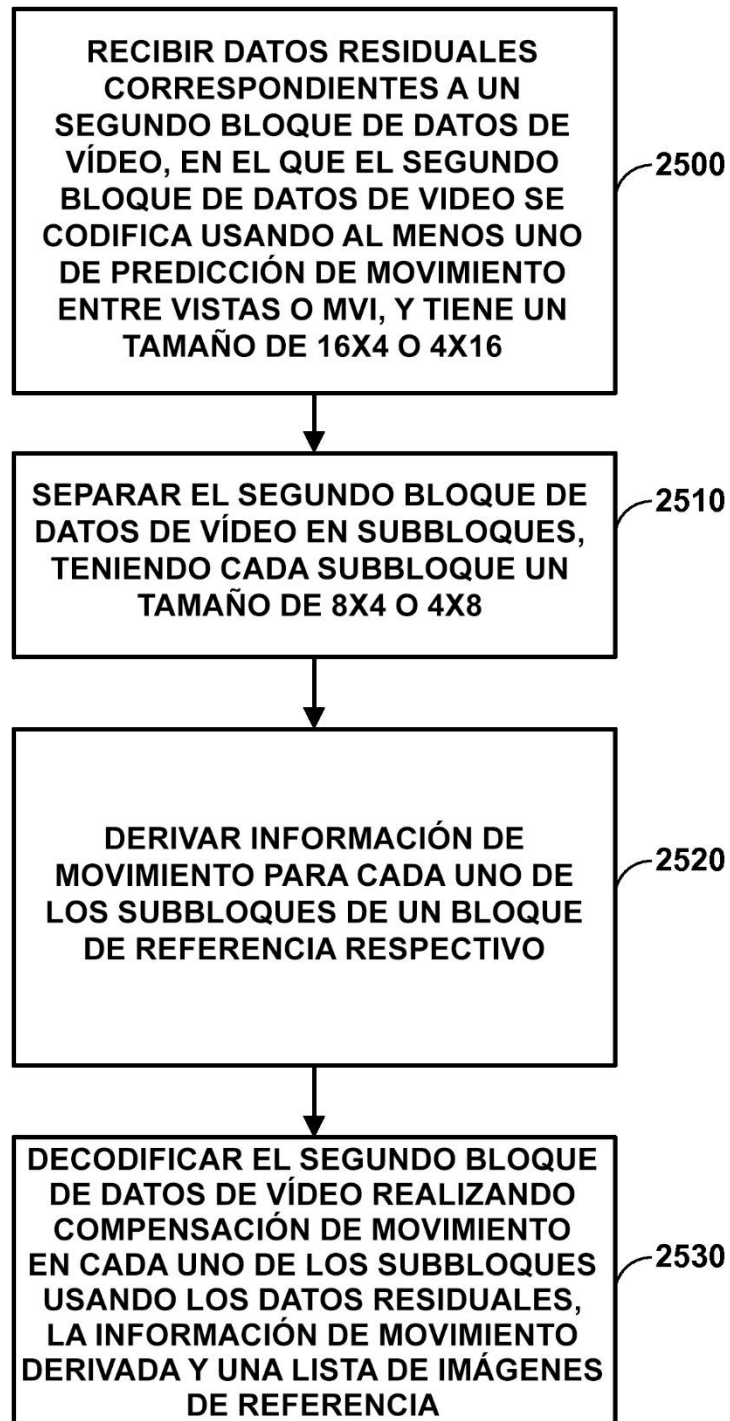 RECIBIR DATOS RESIDUALES
CORRESPONDIENTES A UN
SEGUNDO BLOQUE DE DATOS DE
VÍDEO, EN EL QUE EL SEGUNDO
BLOQUE DE DATOS DE VIDEO SE
CODIFICA USANDO AL MENOS UNO
DE PREDICCIÓN DE MOVIMIENTO
ENTRE VISTAS O MVI, Y TIENE UN
TAMAÑO DE 16X4 O 4X16
2500
SEPARAR EL SEGUNDO BLOQUE DE
DATOS DE VÍDEO EN SUBBLOQUES,
TENIENDO CADA SUBBLOQUE UN
TAMAÑO DE 8X4 O 4X8
2510
DERIVAR INFORMACIÓN DE
MOVIMIENTO PARA CADA UNO DE
LOS SUBBLOQUES DE UN BLOQUE
DE REFERENCIA RESPECTIVO
2520
DECODIFICAR EL SEGUNDO BLOQUE
DE DATOS DE VÍDEO REALIZANDO
COMPENSACIÓN DE MOVIMIENTO
EN CADA UNO DE LOS SUBBLOQUES
USANDO LOS DATOS RESIDUALES,
LA INFORMACIÓN DE MOVIMIENTO
DERIVADA Y UNA LISTA DE IMÁGENES
DE REFERENCIA
2530